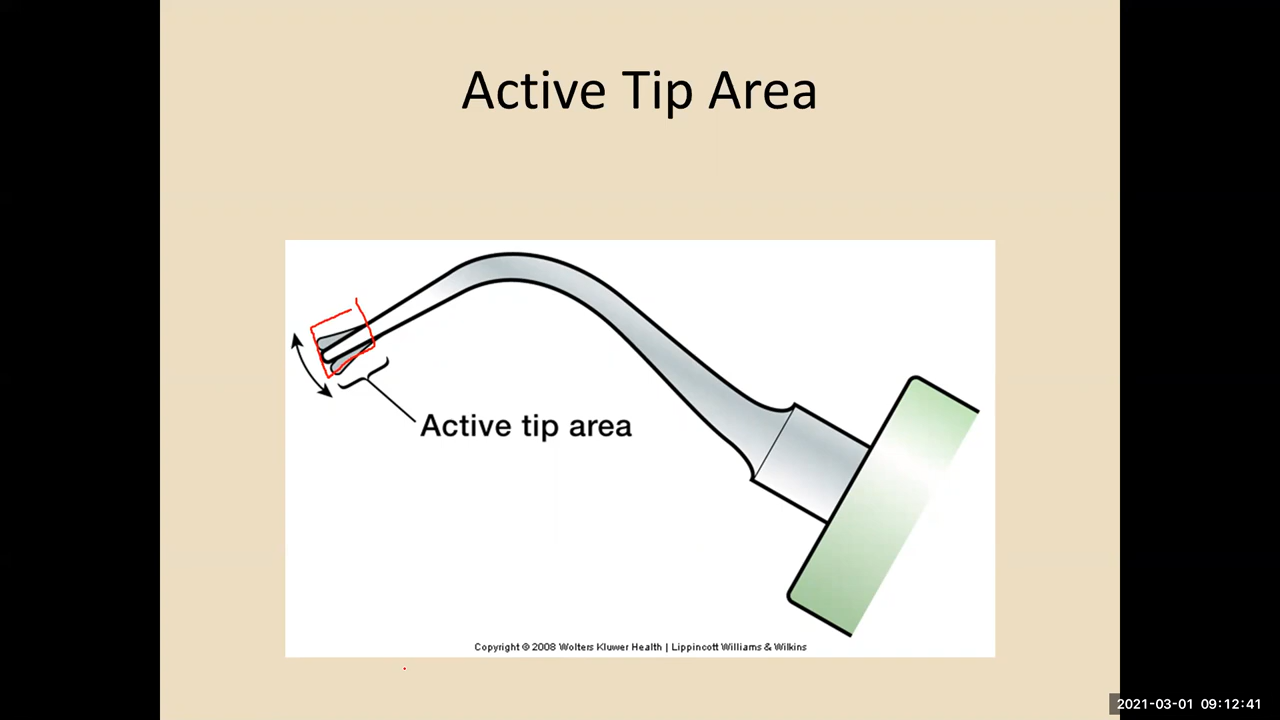 Active Tip Area
Active tip area
Copyright © 2008 Wolters Kluwer Health | Lippincott Williams & Wilkins
2021-03-01 09:12:41